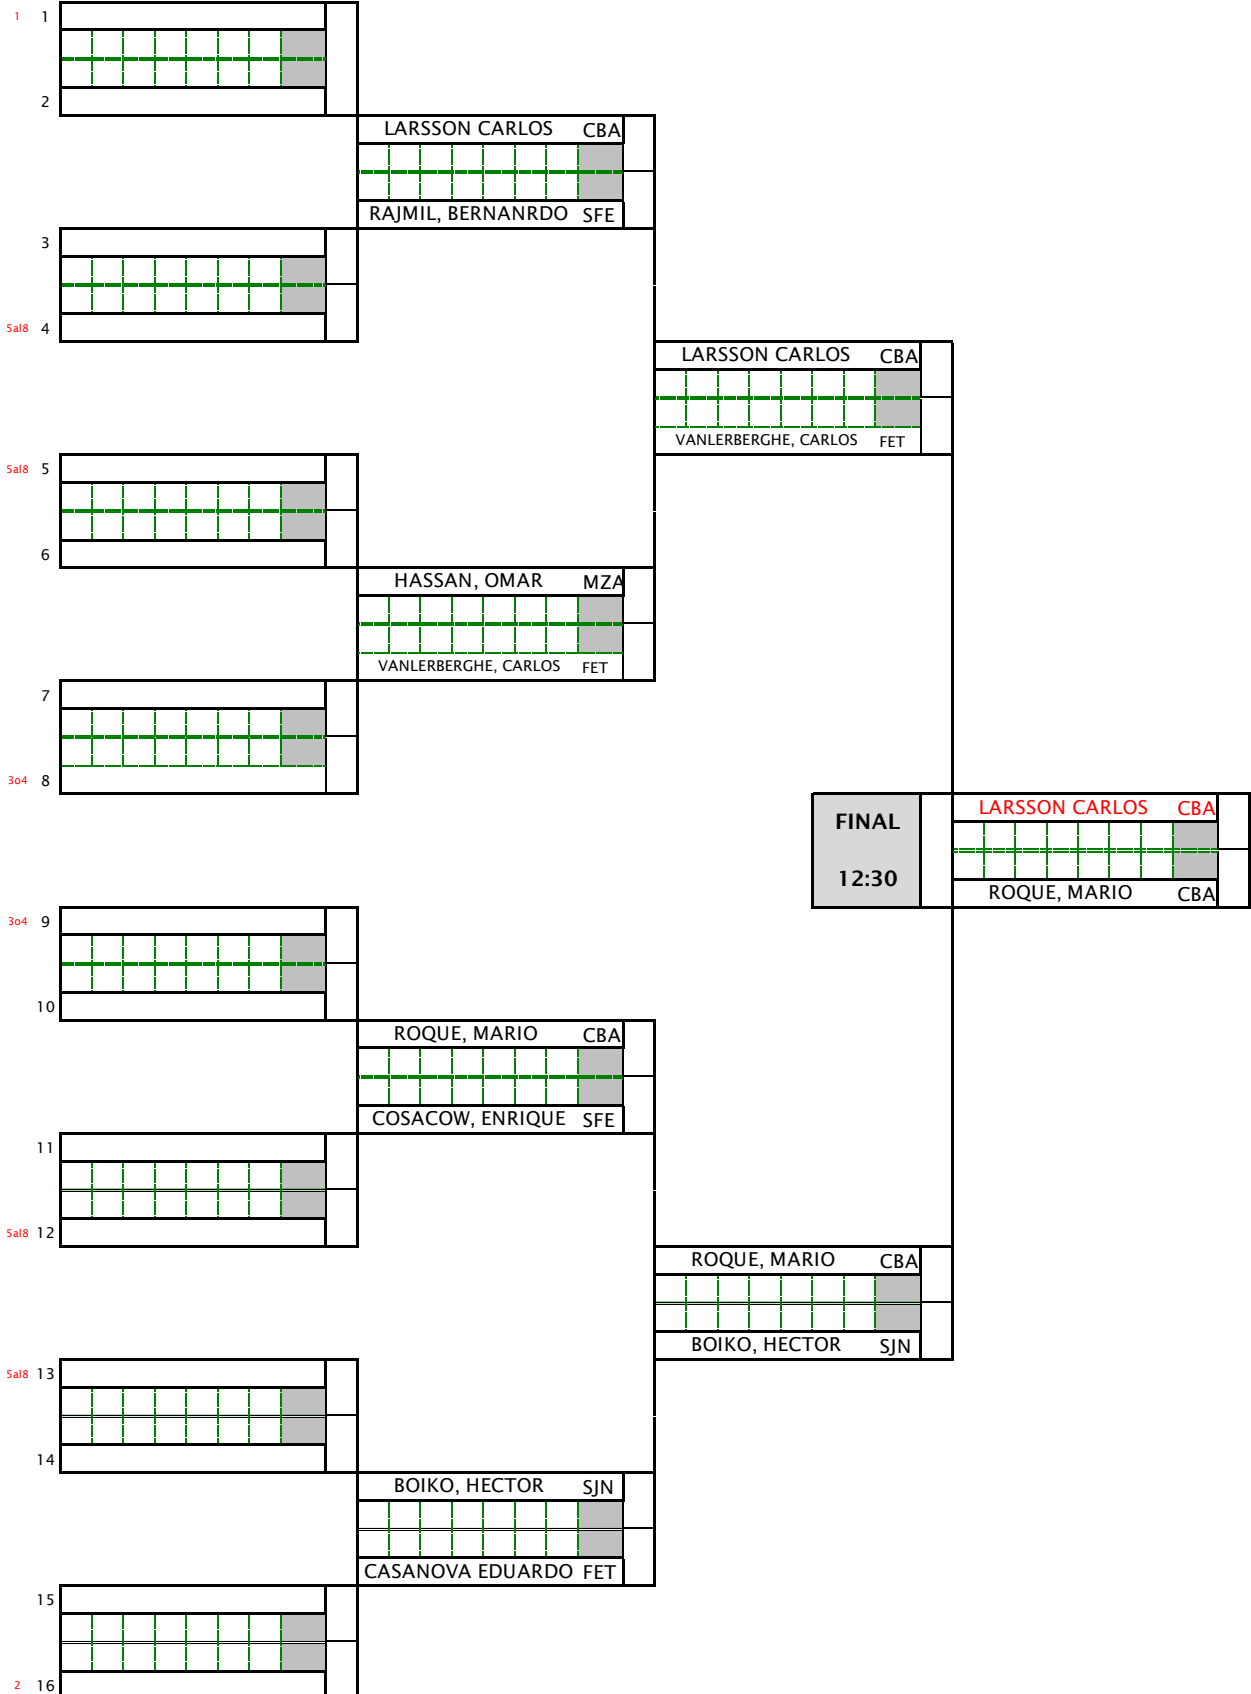 1 1
2
LARSSON CARLOS CBA
RAJMIL, BERNANRDO SFE
3
5al8 4
LARSSON CARLOS CBA
VANLERBERGHE, CARLOS FET
5al8 5
6
HASSAN, OMAR MZA
VANLERBERGHE, CARLOS FET
7
3o4 8
FINAL
12:30
LARSSON CARLOS CBA
ROQUE, MARIO CBA
3o4 9
10
ROQUE, MARIO CBA
COSACOW, ENRIQUE SFE
11
5al8 12
ROQUE, MARIO CBA
BOIKO, HECTOR SJN
5al8 13
14
BOIKO, HECTOR SJN
CASANOVA EDUARDO FET
15
2 16